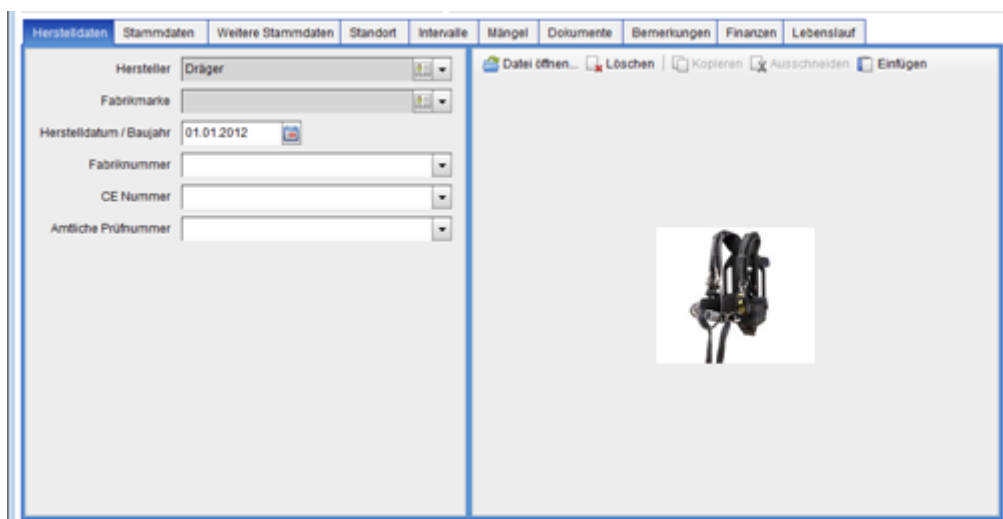 Herstelldaten Stammdaten Weitere Stammdaten Standort Intervalle Mängel Dokumente Bemerkungen Finanzen Lebenslauf
Hersteller Dräger
Fabrikmarke
Herstelldatum / Baujahr 01.01.2012
Fabriknummer
CE Nummer
Amtliche Prüfnummer
Datei öffnen... Löschen Kopieren Ausschneiden Einfügen